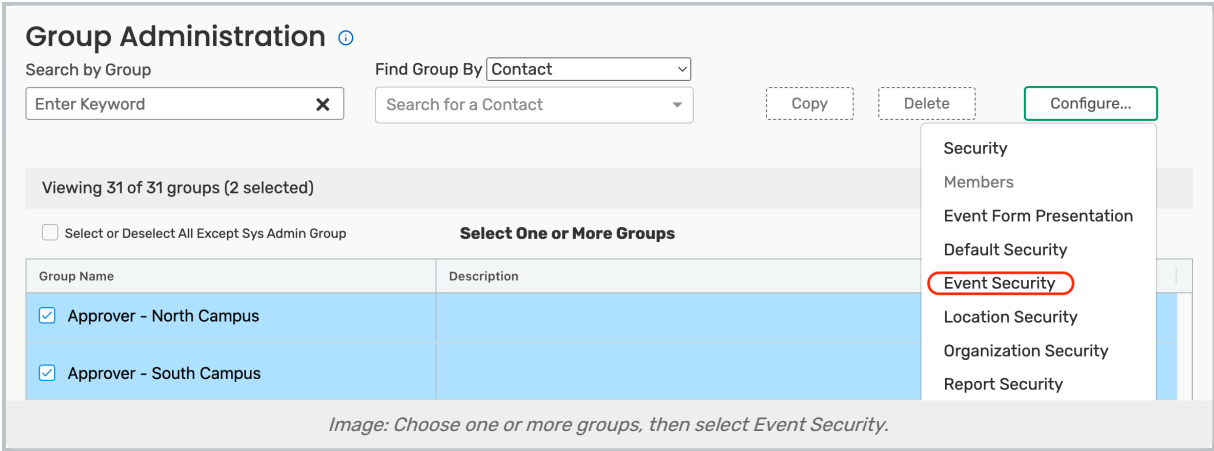 Group Administration
Search by Group
Find Group By Contact
Enter Keyword
Search for a Contact
Copy
Delete
Configure...
Security
Members
Event Form Presentation
Default Security
Event Security
Location Security
Organization Security
Report Security
Viewing 31 of 31 groups (2 selected)
Select or Deselect All Except Sys Admin Group
Select One or More Groups
Group Name
Description
Approver - North Campus
Approver - South Campus
Image: Choose one or more groups, then select Event Security.